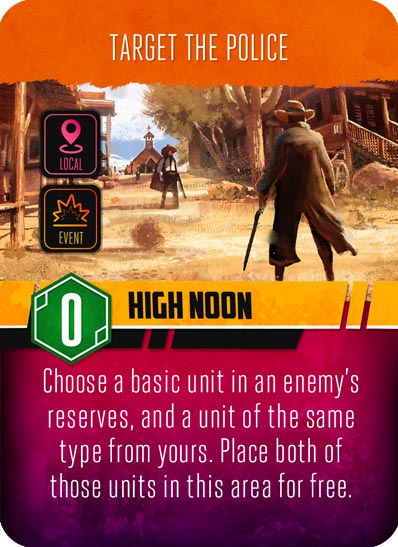 TARGET THE POLICE
LOCAL
EVENT
0
HIGH NOON
Choose a basic unit in an enemy's
reserves, and a unit of the same
type from yours. Place both of
those units in this area for free.